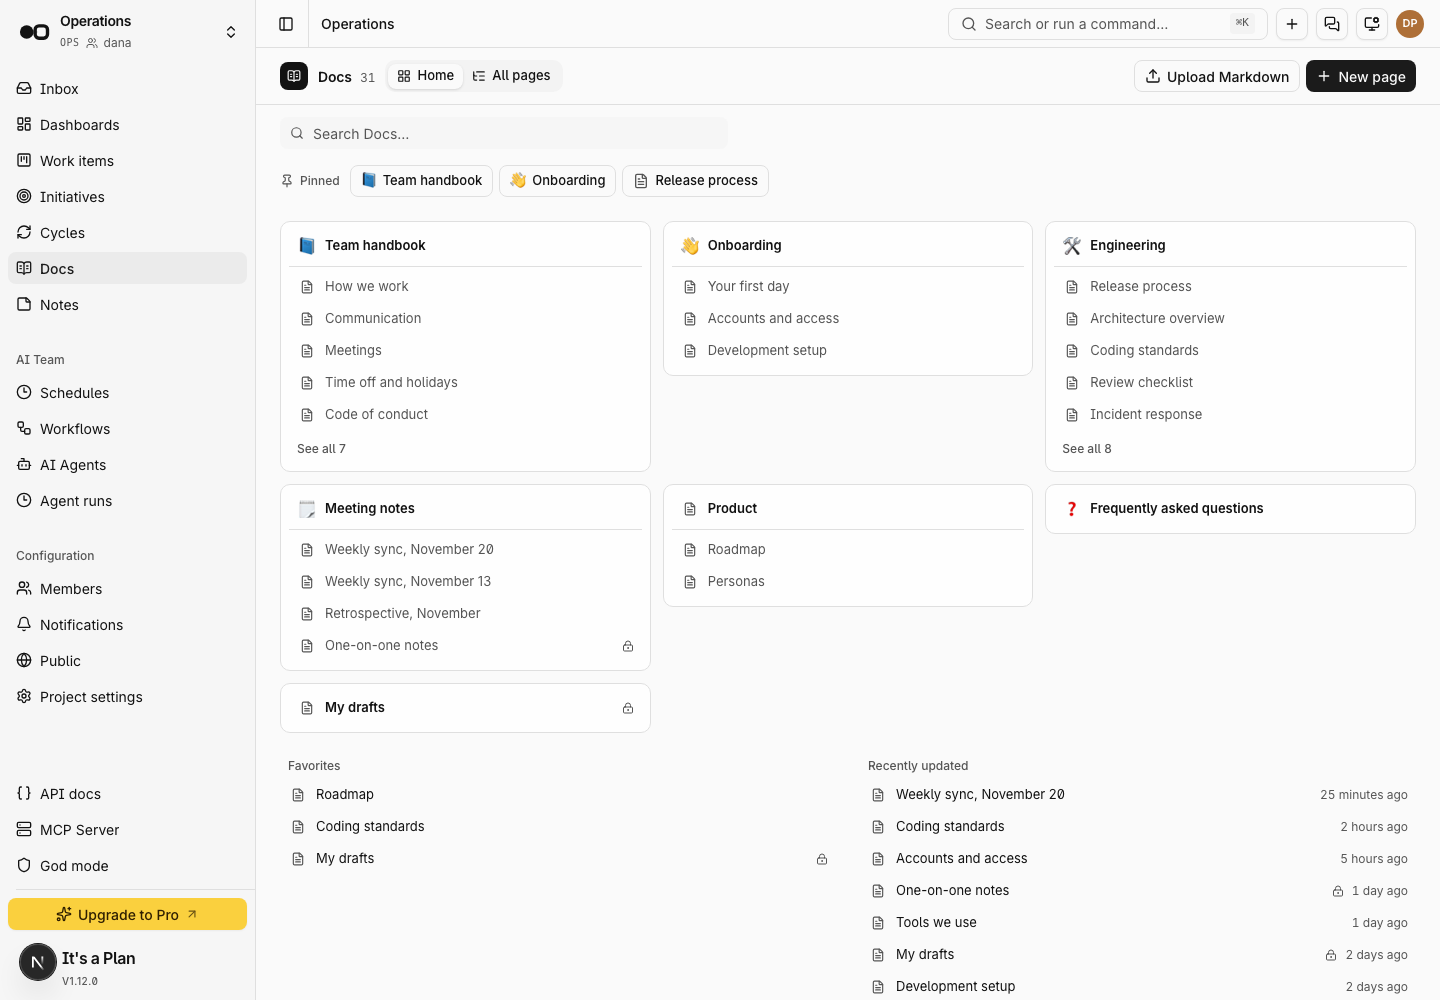 Operations
OPS dana
Inbox
Dashboards
Work items
Initiatives
Cycles
Docs
Notes
AI Team
Schedules
Workflows
AI Agents
Agent runs
Configuration
Members
Notifications
Public
Project settings
API docs
MCP Server
God mode
Upgrade to Pro
N
It's a Plan
V1.12.0
Operations
Search or run a command...
⌘K
DP
Docs 31
Home
All pages
Upload Markdown
New page
Search Docs...
Pinned
Team handbook
Onboarding
Release process
Team handbook
How we work
Communication
Meetings
Time off and holidays
Code of conduct
See all 7
Onboarding
Your first day
Accounts and access
Development setup
Engineering
Release process
Architecture overview
Coding standards
Review checklist
Incident response
See all 8
Meeting notes
Weekly sync, November 20
Weekly sync, November 13
Retrospective, November
One-on-one notes
Product
Roadmap
Personas
Frequently asked questions
My drafts
Favorites
Roadmap
Coding standards
My drafts
Recently updated
Weekly sync, November 20 25 minutes ago
Coding standards 2 hours ago
Accounts and access 5 hours ago
One-on-one notes 1 day ago
Tools we use 1 day ago
My drafts 2 days ago
Development setup 2 days ago